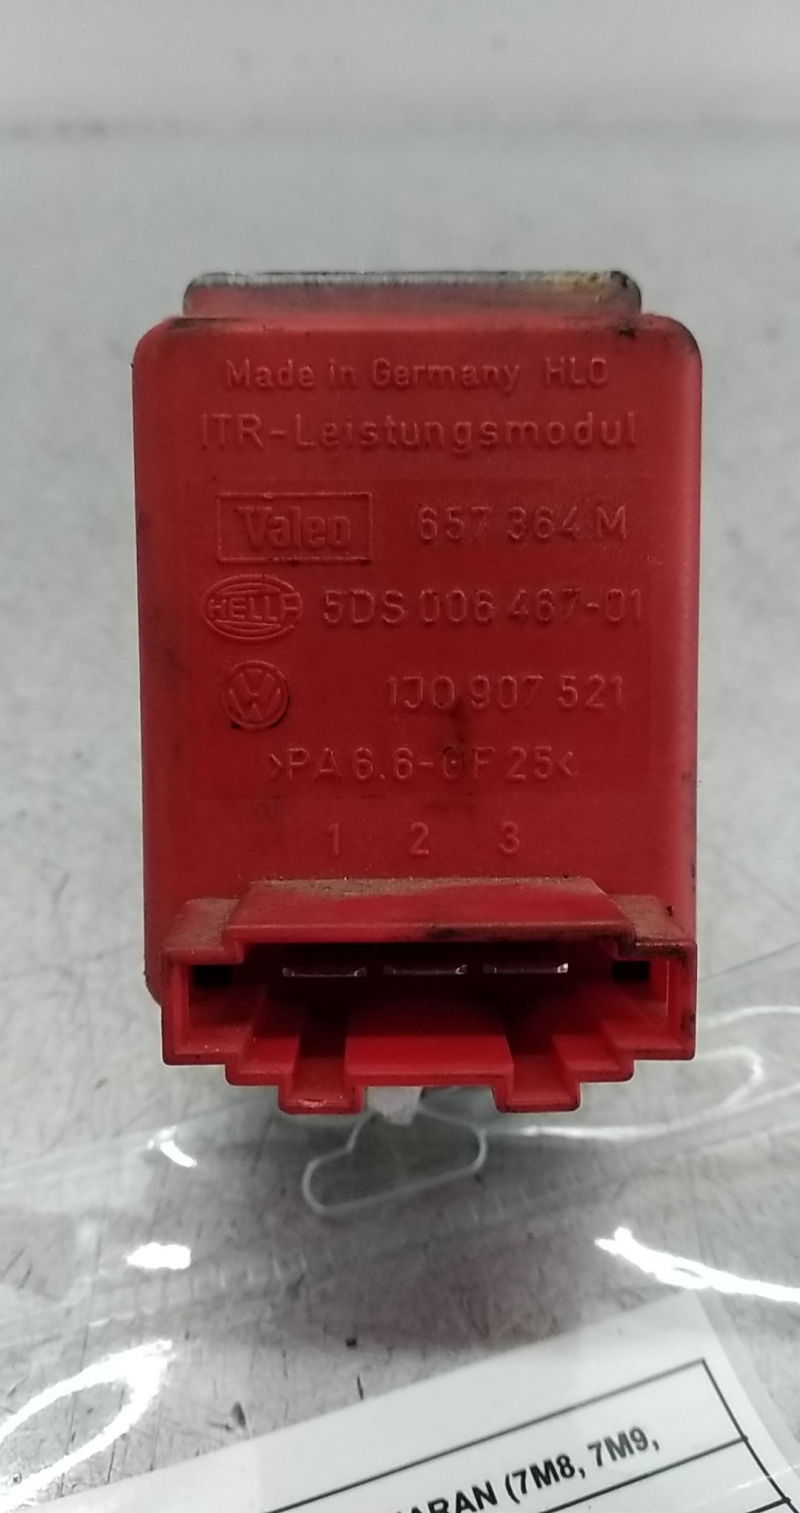 Made in Germany HLO
ITR-Leistungsmodul
Valeo 657 364 M
HELLA 5DS 006 467-01
VW 1J0 907 521
>PA 6.6-GF 25<
1 2 3
(7M8, 7M9,